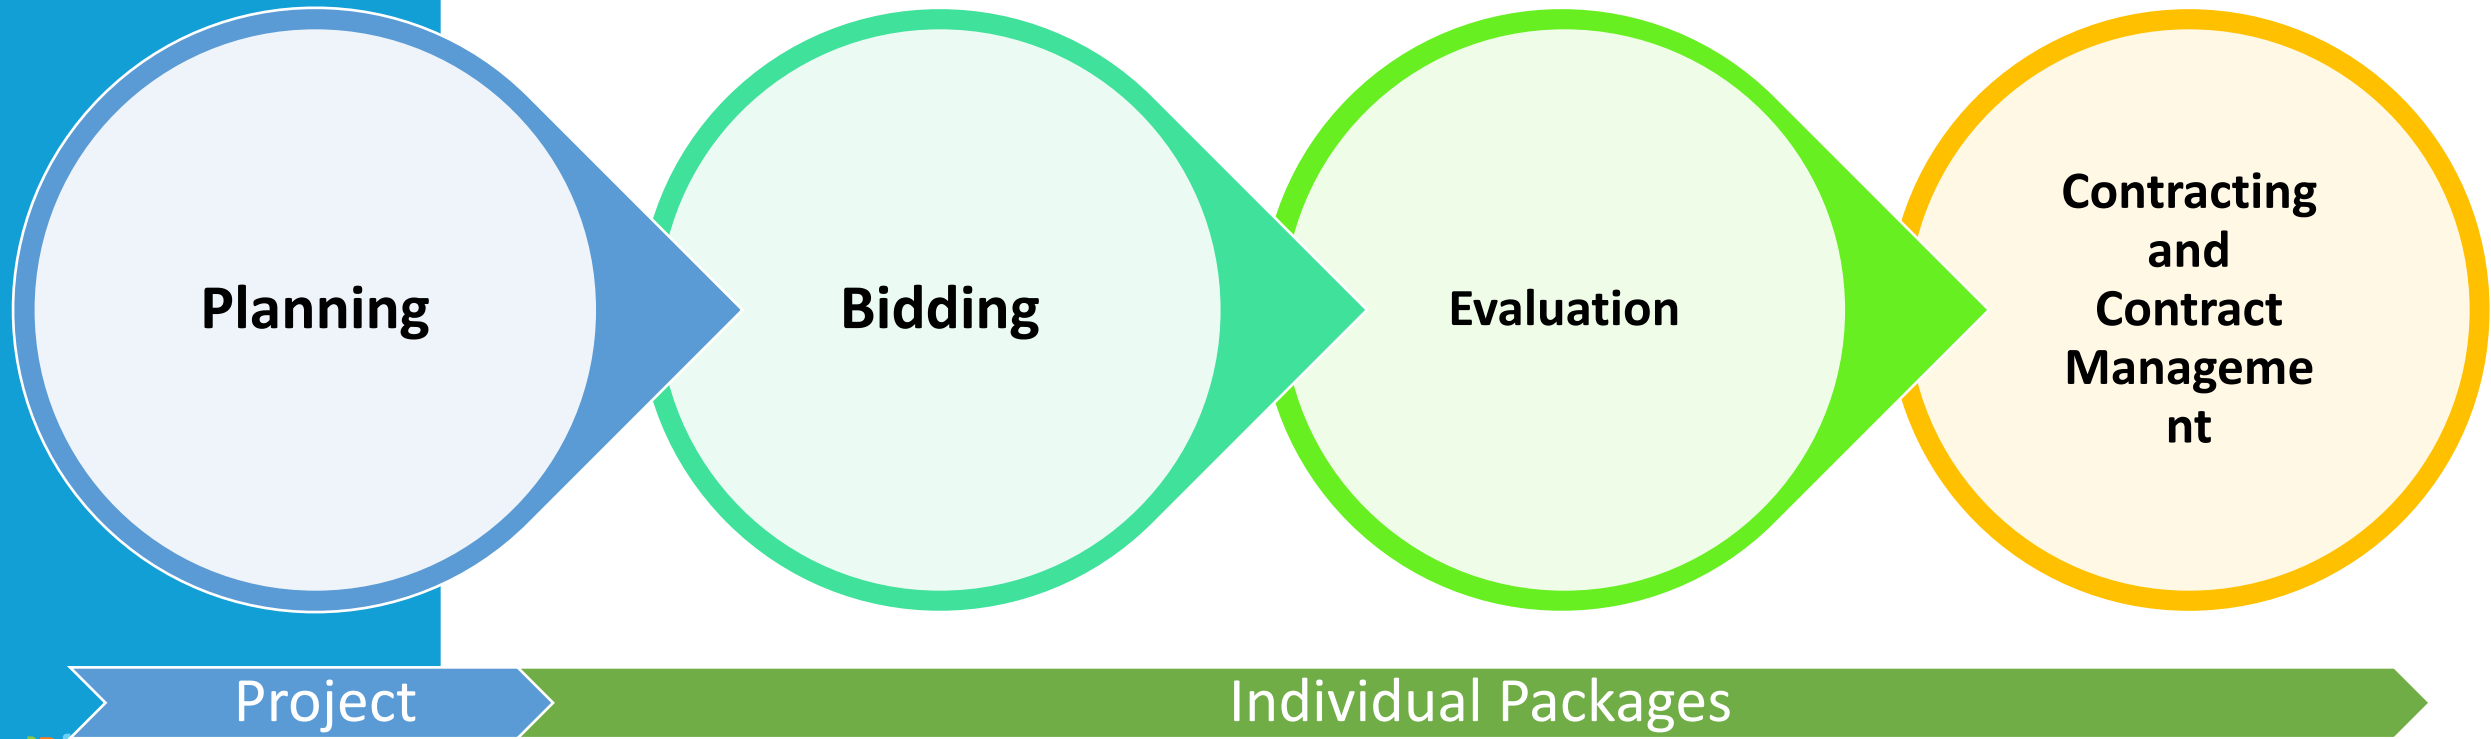 Planning
Bidding
Evaluation
Contracting
and
Contract
Manageme
nt
Project
Individual Packages